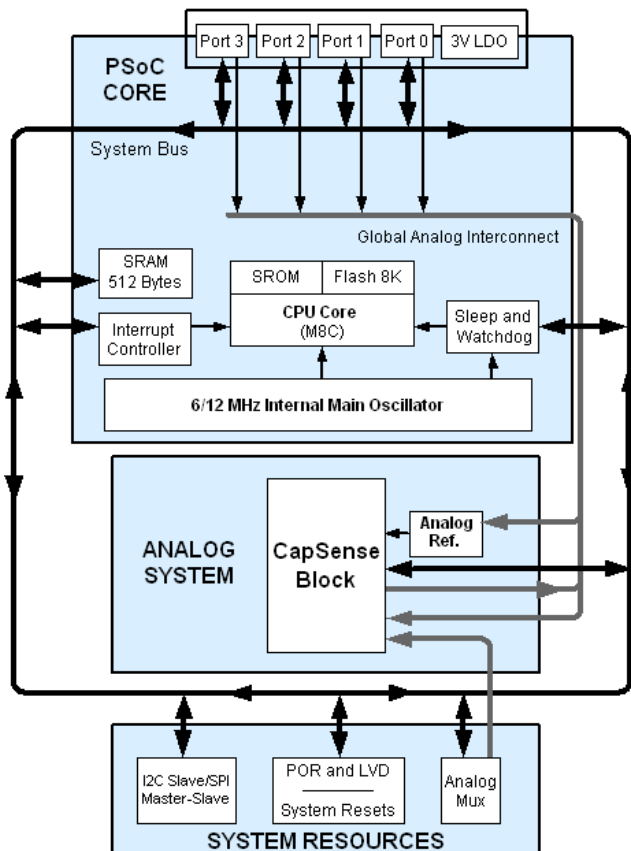 Port 3 Port 2 Port 1 Port 0 3V LDO
PSoC
CORE
System Bus
Global Analog Interconnect
SRAM
512 Bytes
SROM Flash 8K
CPU Core
(M8C)
Interrupt
Controller
Sleep and
Watchdog
6/12 MHz Internal Main Oscillator
ANALOG
SYSTEM
CapSense
Block
Analog
Ref.
I2C Slave/SPI
Master-Slave
POR and LVD
System Resets
Analog
Mux
SYSTEM RESOURCES